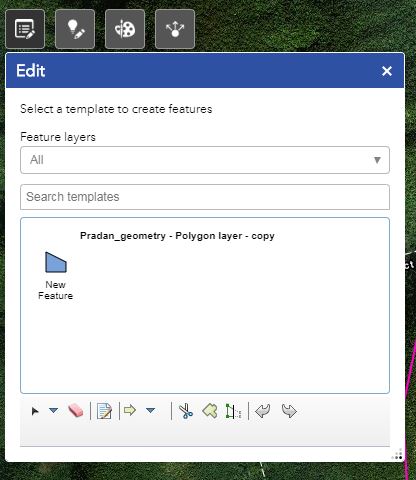 Edit
Select a template to create features
Feature layers
All
Search templates
Pradan_geometry - Polygon layer - copy
New
Feature